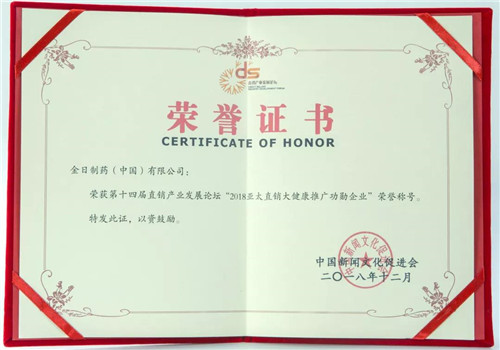 ds
荣誉证书
CERTIFICATE OF HONOR
金日制药（中国）有限公司；
荣获第十四届直销产业发展论坛“2018亚太直销大健康推广功勋企业”荣誉称号。
特发此证，以资鼓励。
中国新闻文化促进会
二〇一八年十二月